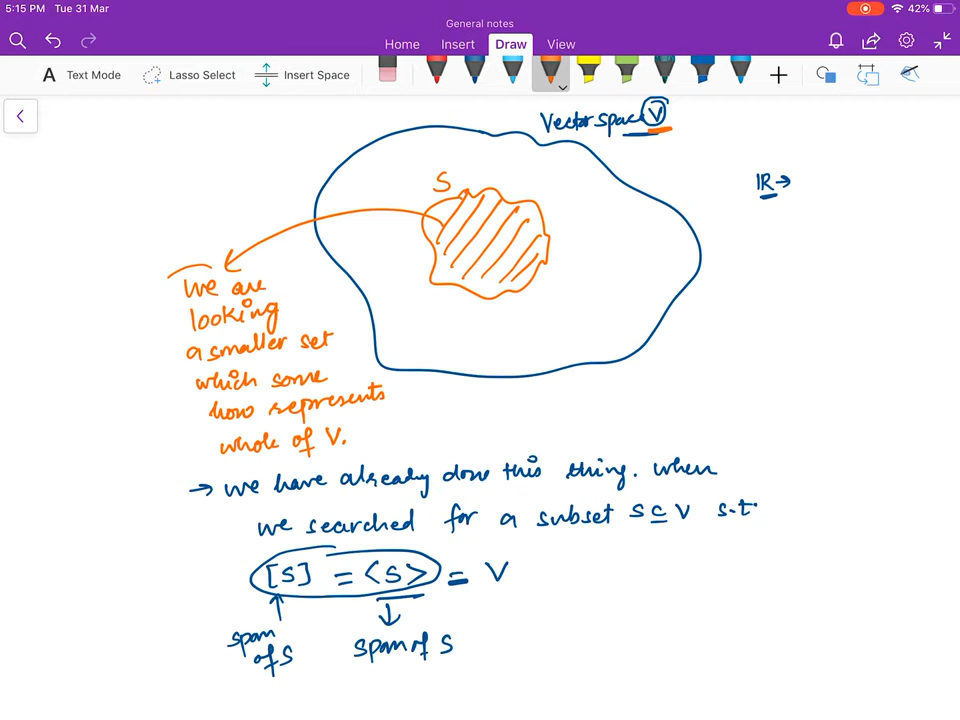 5:15 PM Tue 31 Mar
42%
General notes
Home Insert Draw View
A Text Mode Lasso Select Insert Space
Vector space V
IR →
S
we are
looking
a smaller set
which some
how represents
whole of V.
→ we have already done this thing. when
we searched for a subset S ⊆ V s.t.
[S] = <S> = V
span
of S
span of S